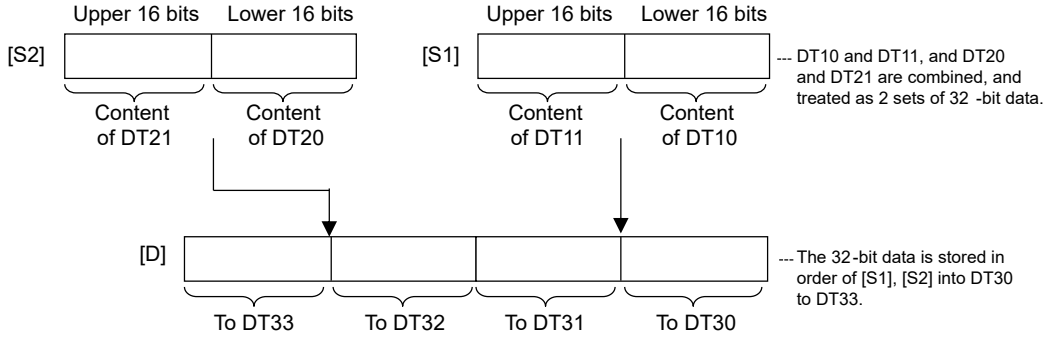 Upper 16 bits Lower 16 bits Upper 16 bits Lower 16 bits
[S2] [S1]
--- DT10 and DT11, and DT20
and DT21 are combined, and
treated as 2 sets of 32 -bit data.
Content Content Content Content
of DT21 of DT20 of DT11 of DT10
[D]
--- The 32-bit data is stored in
order of [S1], [S2] into DT30
to DT33.
To DT33 To DT32 To DT31 To DT30